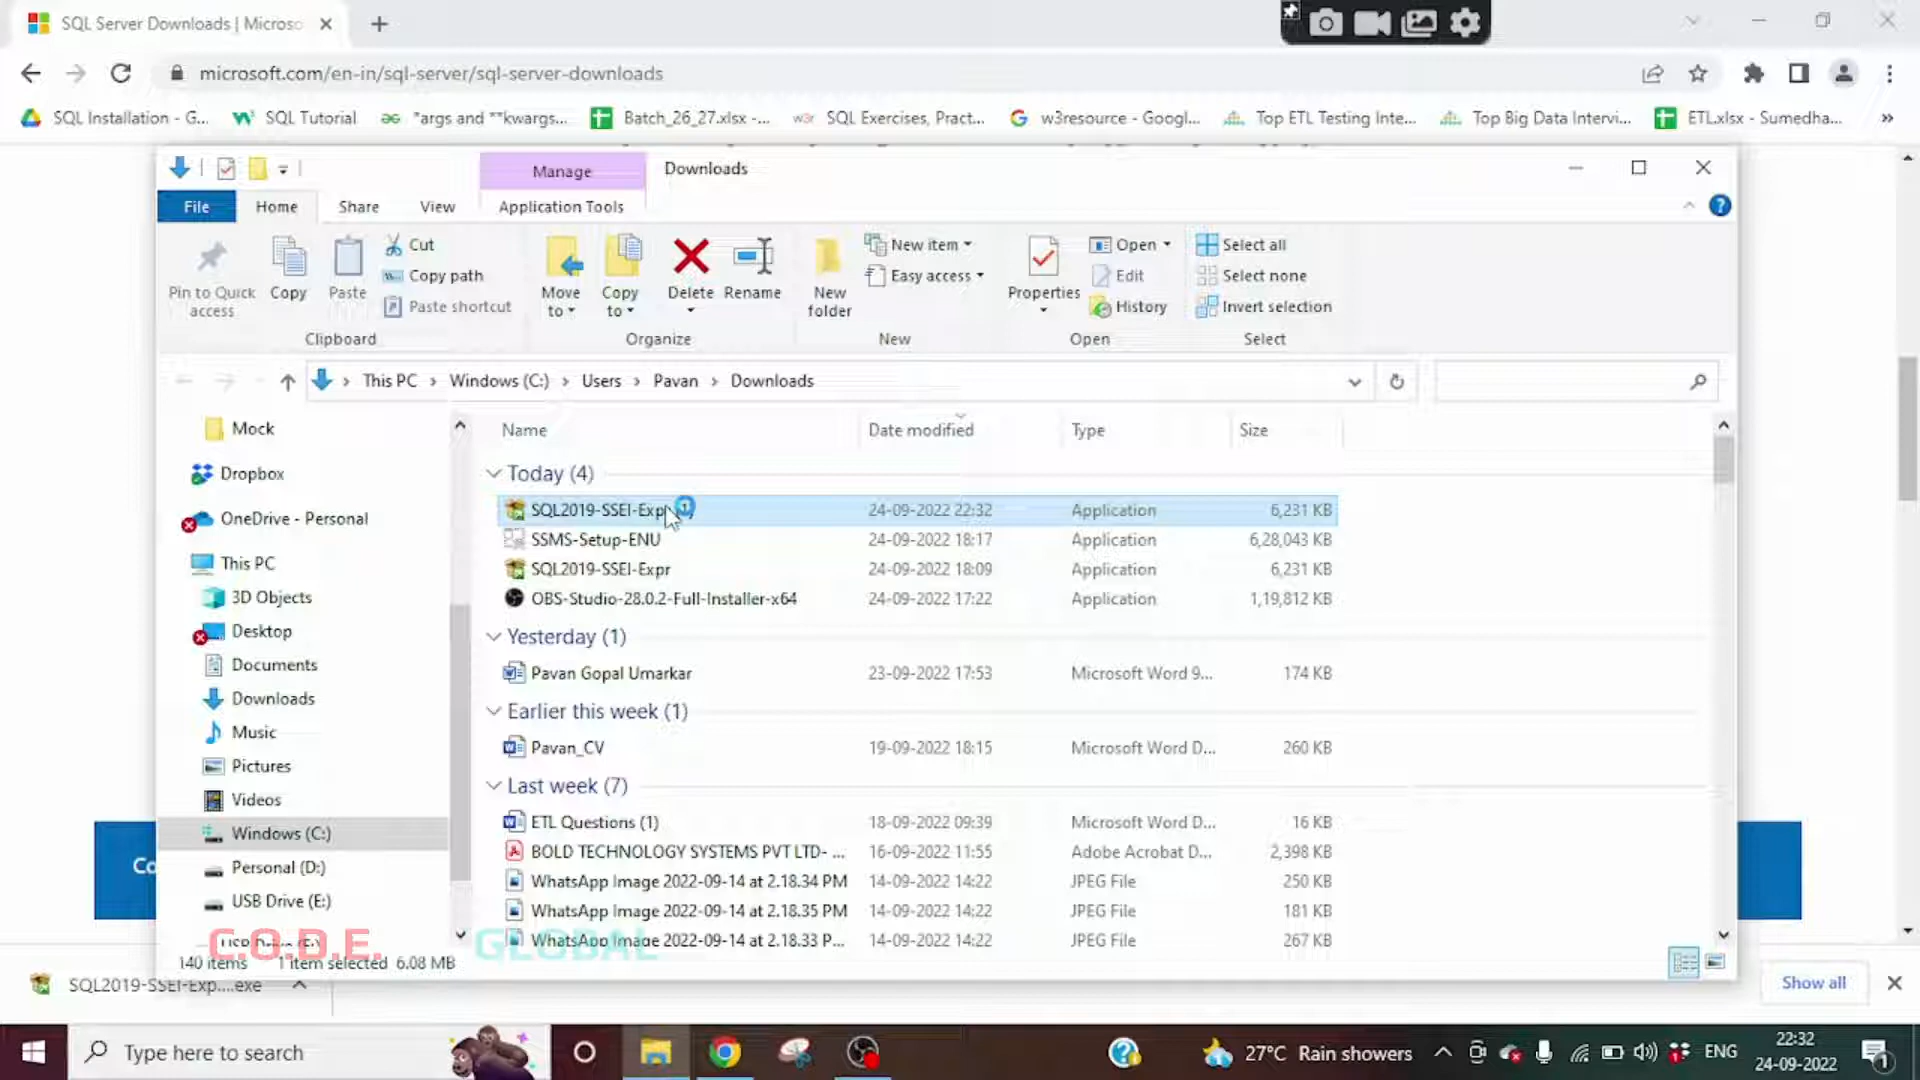 SQL Server Downloads | Microso
microsoft.com/en-in/sql-server/sql-server-downloads
SQL Installation - G... SQL Tutorial *args and **kwargs... Batch_26_27.xlsx -... SQL Exercises, Pract... w3resource - Googl... Top ETL Testing Inte... Top Big Data Intervi... ETL.xlsx - Sumedha... »
Manage Downloads
File Home Share View Application Tools
Pin to Quick access
Copy
Paste
Cut
Copy path
Paste shortcut
Clipboard
Move to
Copy to
Delete
Rename
Organize
New folder
New item
Easy access
New
Properties
Open
Edit
History
Open
Select all
Select none
Invert selection
Select
This PC > Windows (C:) > Users > Pavan > Downloads
Mock
Dropbox
OneDrive - Personal
This PC
3D Objects
Desktop
Documents
Downloads
Music
Pictures
Videos
Windows (C:)
Personal (D:)
USB Drive (E:)
Name Date modified Type Size
Today (4)
SQL2019-SSEI-Exp 24-09-2022 22:32 Application 6,231 KB
SSMS-Setup-ENU 24-09-2022 18:17 Application 6,28,043 KB
SQL2019-SSEI-Expr 24-09-2022 18:09 Application 6,231 KB
OBS-Studio-28.0.2-Full-Installer-x64 24-09-2022 17:22 Application 1,19,812 KB
Yesterday (1)
Pavan Gopal Umarkar 23-09-2022 17:53 Microsoft Word 9... 174 KB
Earlier this week (1)
Pavan_CV 19-09-2022 18:15 Microsoft Word D... 260 KB
Last week (7)
ETL Questions (1) 18-09-2022 09:39 Microsoft Word D... 16 KB
BOLD TECHNOLOGY SYSTEMS PVT LTD- ... 16-09-2022 11:55 Adobe Acrobat D... 2,398 KB
WhatsApp Image 2022-09-14 at 2.18.34 PM 14-09-2022 14:22 JPEG File 250 KB
WhatsApp Image 2022-09-14 at 2.18.35 PM 14-09-2022 14:22 JPEG File 181 KB
WhatsApp Image 2022-09-14 at 2.18.33 P... 14-09-2022 14:22 JPEG File 267 KB
C.O.D.E. GLOBAL
140 items 1 item selected 6.08 MB
Co
SQL2019-SSEI-Exp....exe
Show all
Type here to search
27°C Rain showers
ENG
22:32
24-09-2022
1